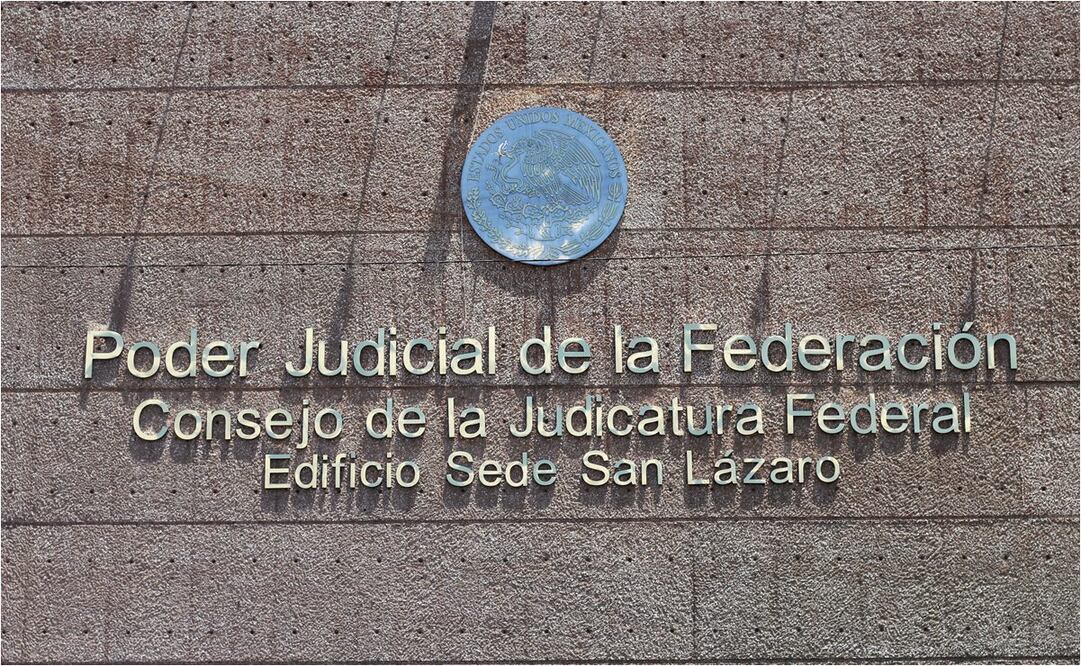 ESTADOS UNIDOS MEXICANOS
Poder Judicial de la Federación
Consejo de la Judicatura Federal
Edificio Sede San Lázaro